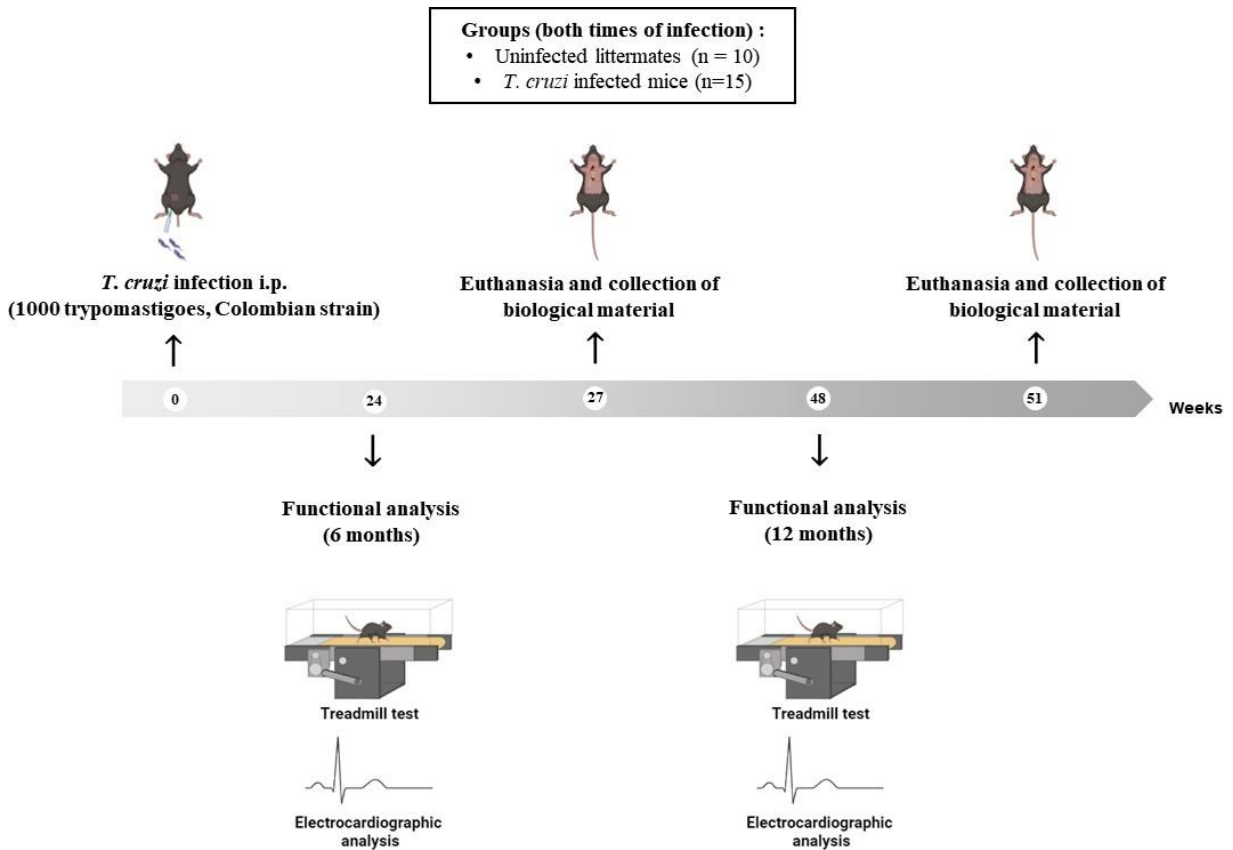 Groups (both times of infection) :
• Uninfected littermates (n = 10)
• T. cruzi infected mice (n=15)
T. cruzi infection i.p.
(1000 trypomastigoes, Colombian strain)
Euthanasia and collection of
biological material
Euthanasia and collection of
biological material
0
24
27
48
51
Weeks
Functional analysis
(6 months)
Functional analysis
(12 months)
Treadmill test
Treadmill test
Electrocardiographic
analysis
Electrocardiographic
analysis